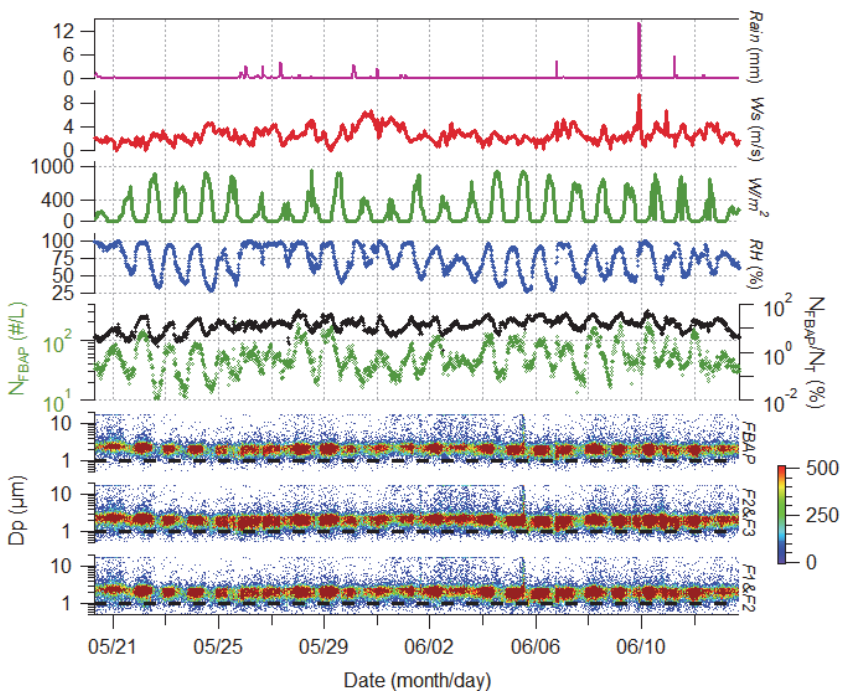 12
8
4
0
Rain (mm)
8
4
0
Ws (m/s)
1000
400
0
W/m²
100
75
50
25
RH (%)
N_FBAP (#/L)
10²
10¹
10²
10⁰
10⁻²
N_FBAP/N_T (%)
Dp (µm)
10
1
FBAP
10
1
F2&F3
10
1
F1&F2
500
250
0
05/21 05/25 05/29 06/02 06/06 06/10
Date (month/day)